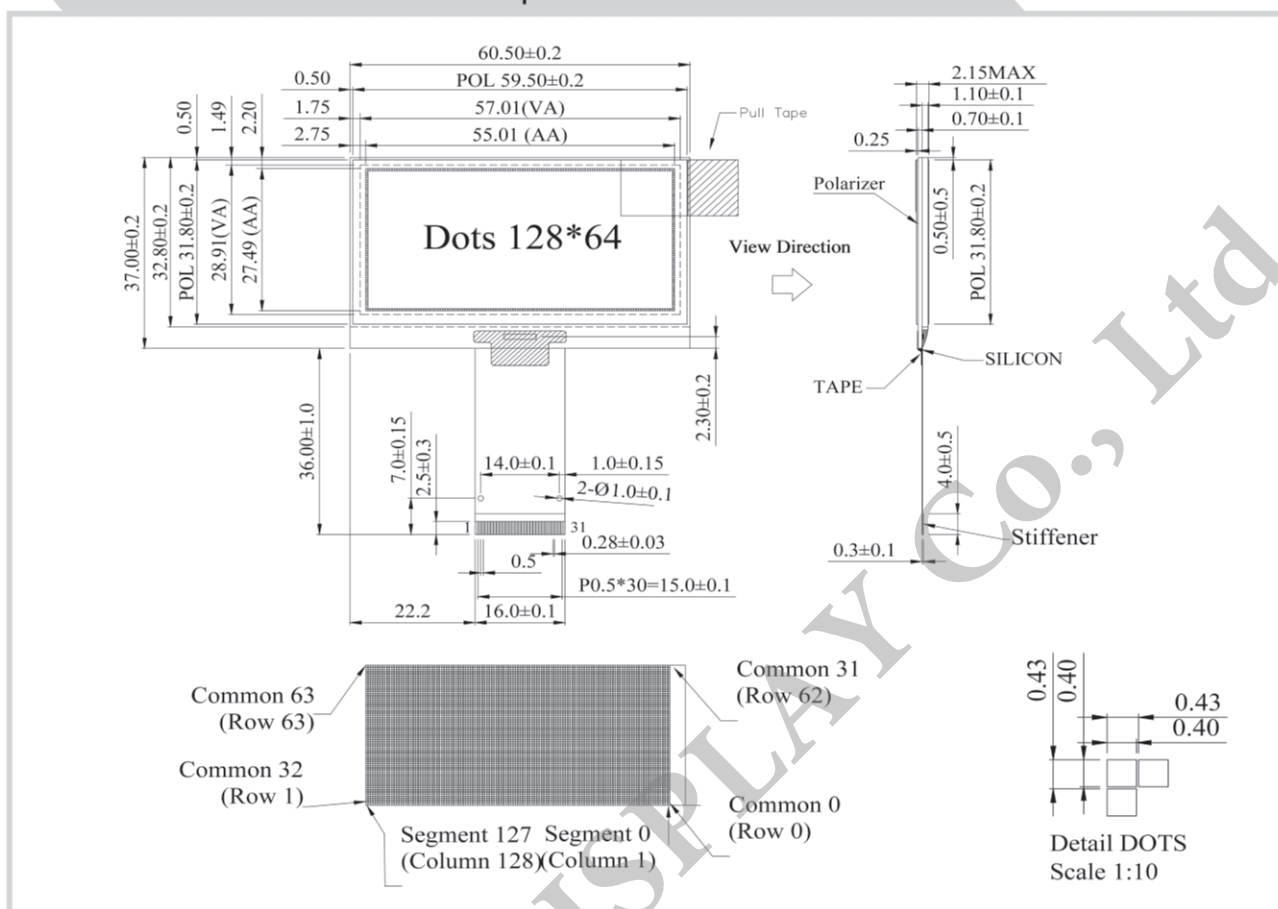 60.50±0.2
0.50
POL 59.50±0.2
1.75
57.01(VA)
2.75
55.01 (AA)
0.50
1.49
2.20
Pull Tape
37.00±0.2
32.80±0.2
POL 31.80±0.2
28.91(VA)
27.49 (AA)
Dots 128*64
View Direction
2.15MAX
1.10±0.1
0.70±0.1
0.25
Polarizer
0.50±0.5
POL 31.80±0.2
SILICON
TAPE
2.30±0.2
36.00±1.0
7.0±0.15
2.5±0.3
14.0±0.1
1.0±0.15
2-Ø1.0±0.1
1
31
0.28±0.03
0.5
P0.5*30=15.0±0.1
22.2
16.0±0.1
4.0±0.5
Stiffener
0.3±0.1
Common 63
(Row 63)
Common 31
(Row 62)
Common 32
(Row 1)
Common 0
(Row 0)
Segment 127
(Column 128)
Segment 0
(Column 1)
0.43
0.40
0.43
0.40
Detail DOTS
Scale 1:10
ISPLAY Co., Ltd